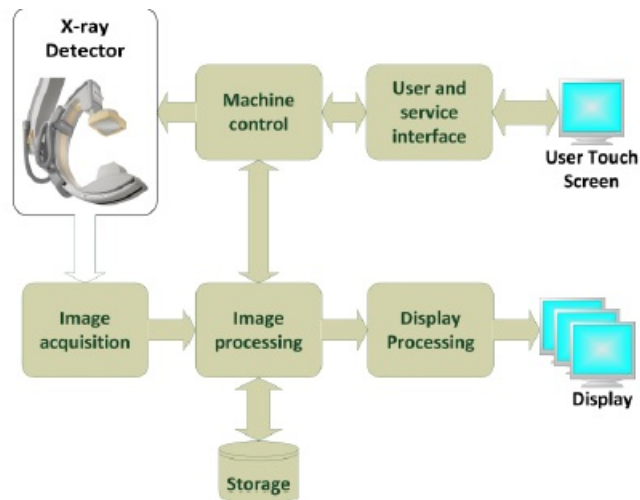 X-ray
Detector
Machine
control
User and
service
interface
User Touch
Screen
Image
acquisition
Image
processing
Display
Processing
Display
Storage